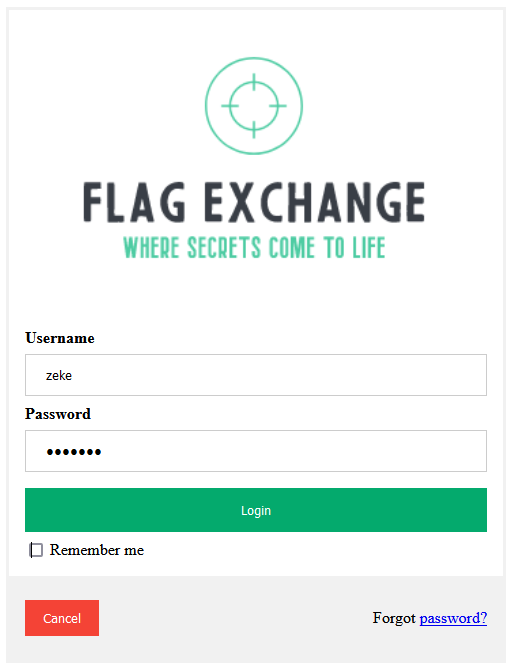 FLAG EXCHANGE
WHERE SECRETS COME TO LIFE
Username
zeke
Password
•••••••
Login
Remember me
Cancel
Forgot password?